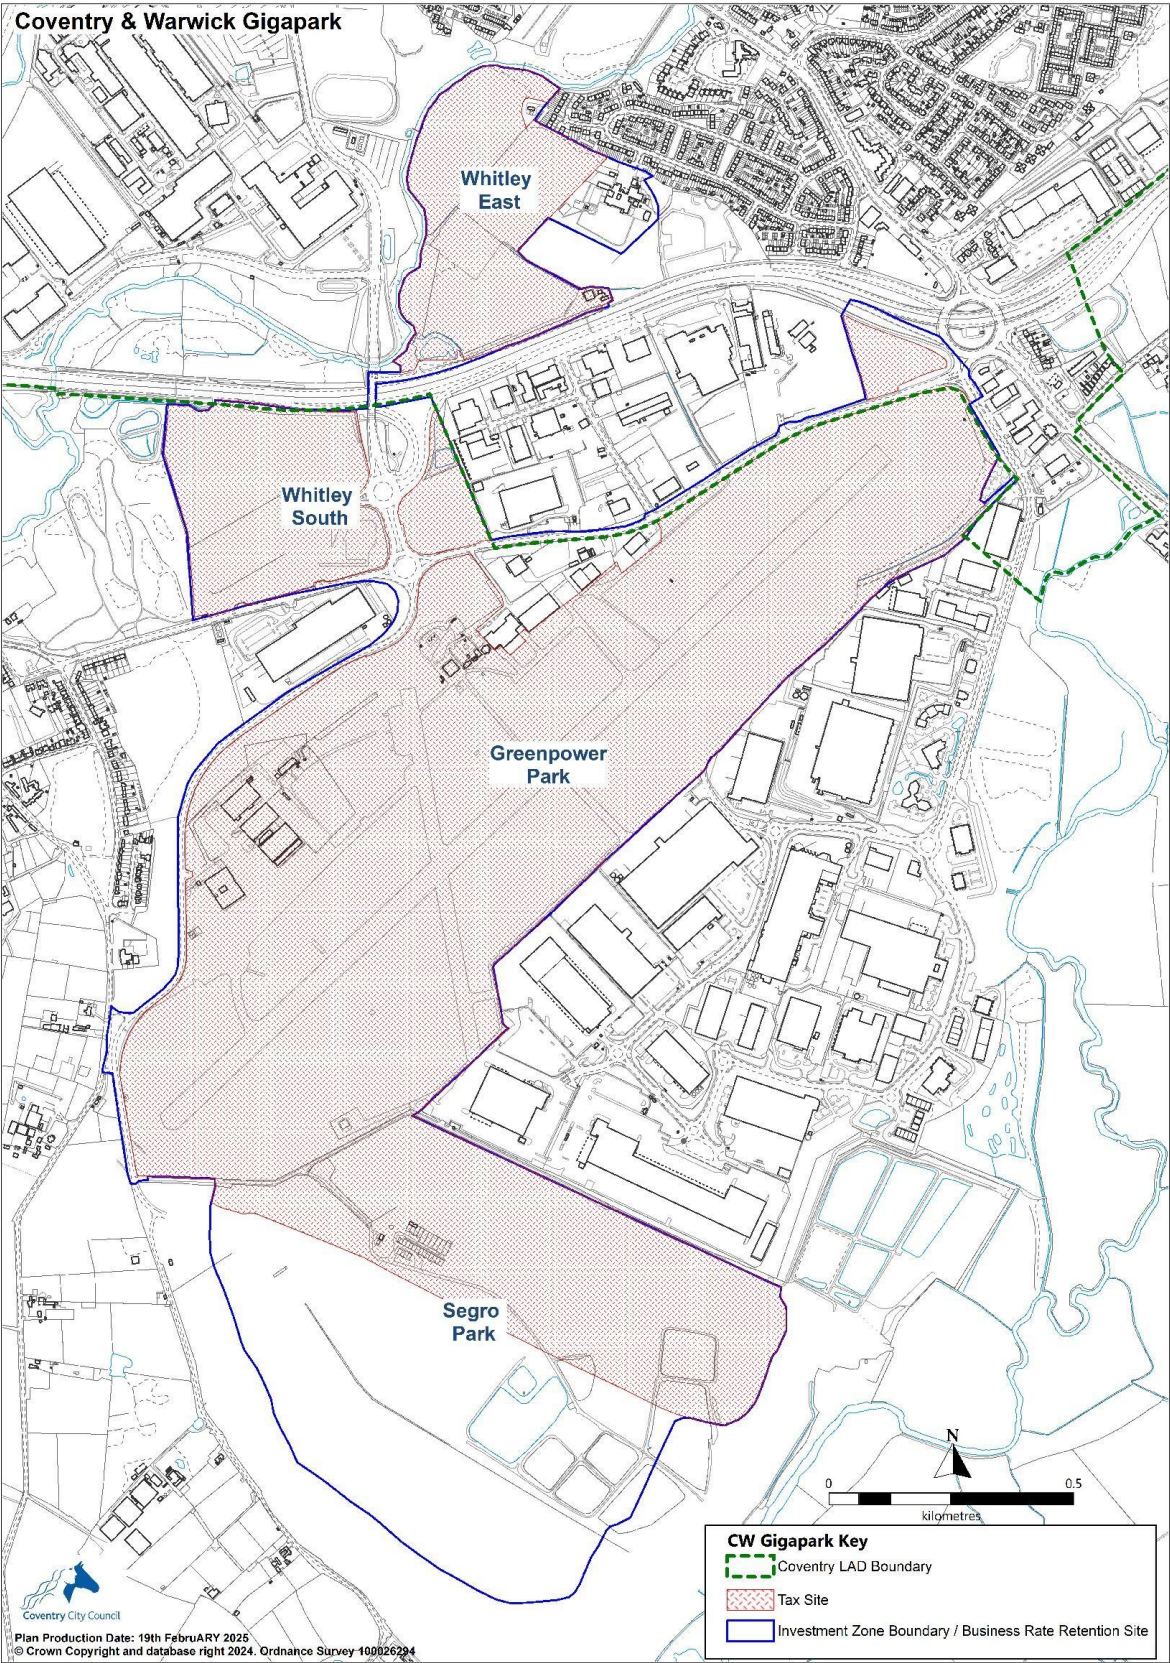 Coventry & Warwick Gigapark
Whitley
East
Whitley
South
Greenpower
Park
Segro
Park
N
0
0.5
kilometres
CW Gigapark Key
Coventry LAD Boundary
Tax Site
Investment Zone Boundary / Business Rate Retention Site
Coventry City Council
Plan Production Date: 19th FebruARY 2025
© Crown Copyright and database right 2024. Ordnance Survey 100026294